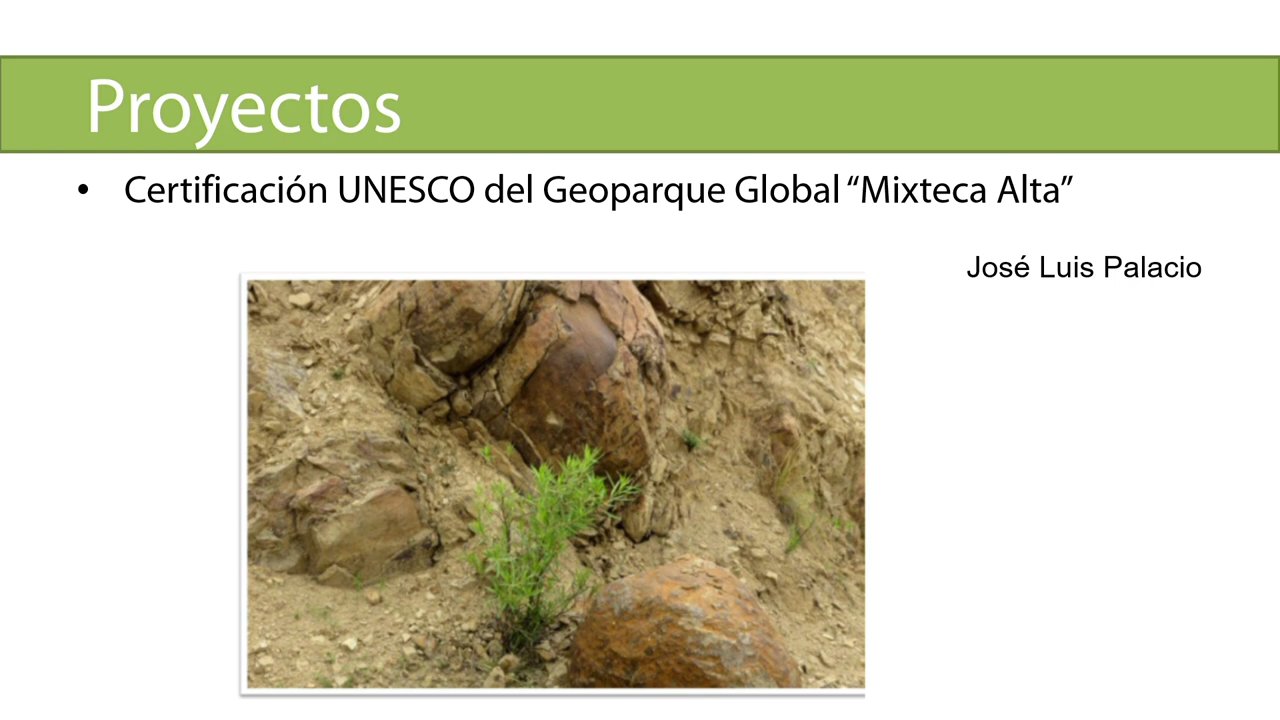 Proyectos
• Certificación UNESCO del Geoparque Global “Mixteca Alta”
José Luis Palacio